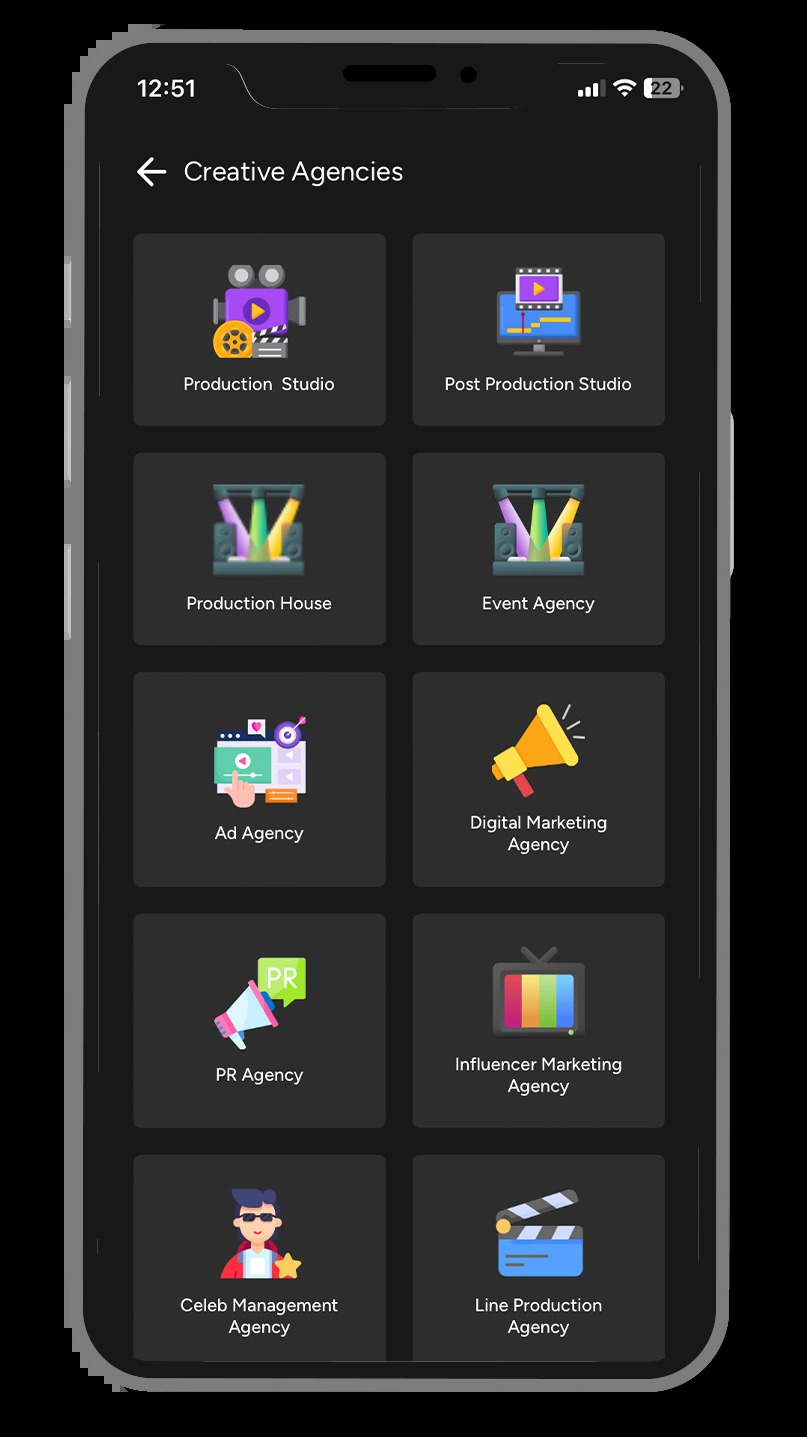 12:51
22
Creative Agencies
Production  Studio
Post Production Studio
Production House
Event Agency
Ad Agency
Digital Marketing
Agency
PR
PR Agency
Influencer Marketing
Agency
Celeb Management
Agency
Line Production
Agency